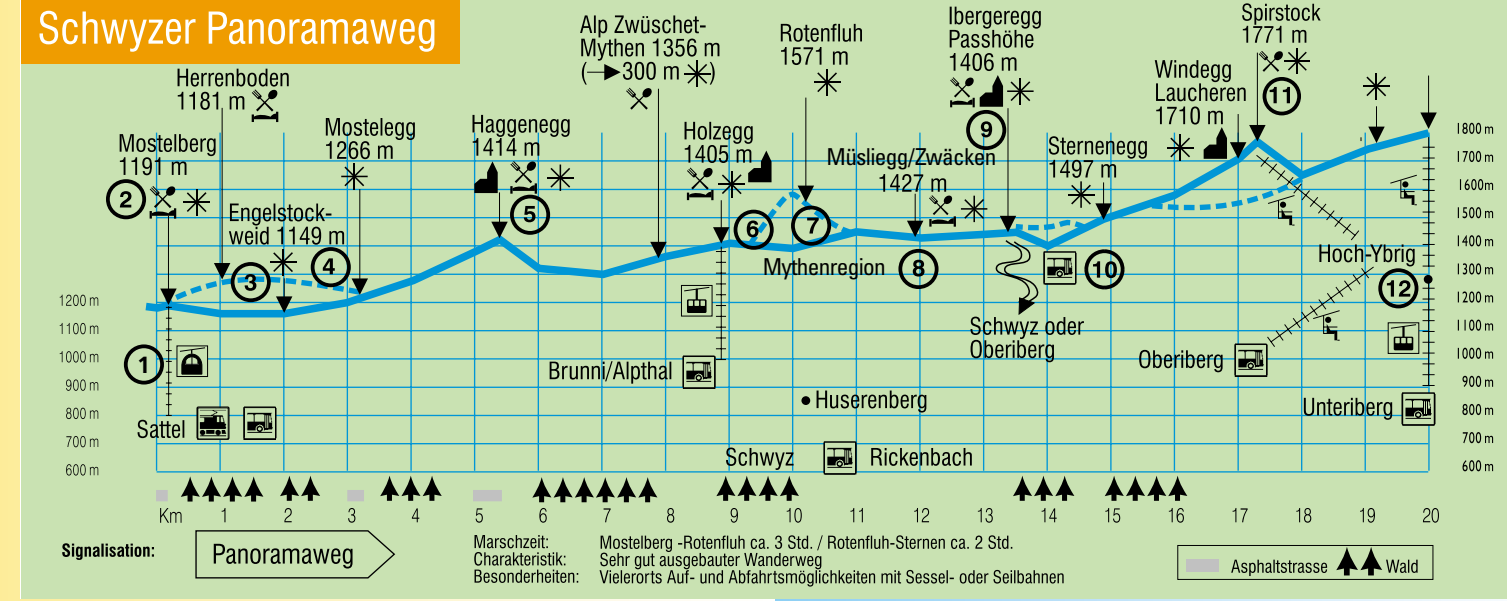 Schwyzer Panoramaweg
Herrenboden
1181 m
Mostelberg
1191 m
2
Engelstock-
weid 1149 m
3
4
Mostelegg
1266 m
Haggenegg
1414 m
5
Alp Zwüschet-
Mythen 1356 m
(→300 m)
Holzegg
1405 m
6
Rotenfluh
1571 m
7
Mythenregion
Müsliegg/Zwäcken
1427 m
8
Ibergeregg
Passhöhe
1406 m
9
Schwyz oder
Oberiberg
Sternenegg
1497 m
10
Windegg
Laucheren
1710 m
Spirstock
1771 m
11
Hoch-Ybrig
12
1
Sattel
Brunni/Alpthal
Huserenberg
Schwyz
Rickenbach
Oberiberg
Unteriberg
1200 m
1100 m
1000 m
900 m
800 m
700 m
600 m
1800 m
1700 m
1600m
1500 m
1400 m
1300 m
1200 m
1100 m
1000 m
900 m
800 m
700 m
600 m
Km 1 2 3 4 5 6 7 8 9 10 11 12 13 14 15 16 17 18 19 20
Signalisation:
Panoramaweg
Marschzeit: Mostelberg -Rotenfluh ca. 3 Std. / Rotenfluh-Sternen ca. 2 Std.
Charakteristik: Sehr gut ausgebauter Wanderweg
Besonderheiten: Vielerorts Auf- und Abfahrtsmöglichkeiten mit Sessel- oder Seilbahnen
Asphaltstrasse Wald